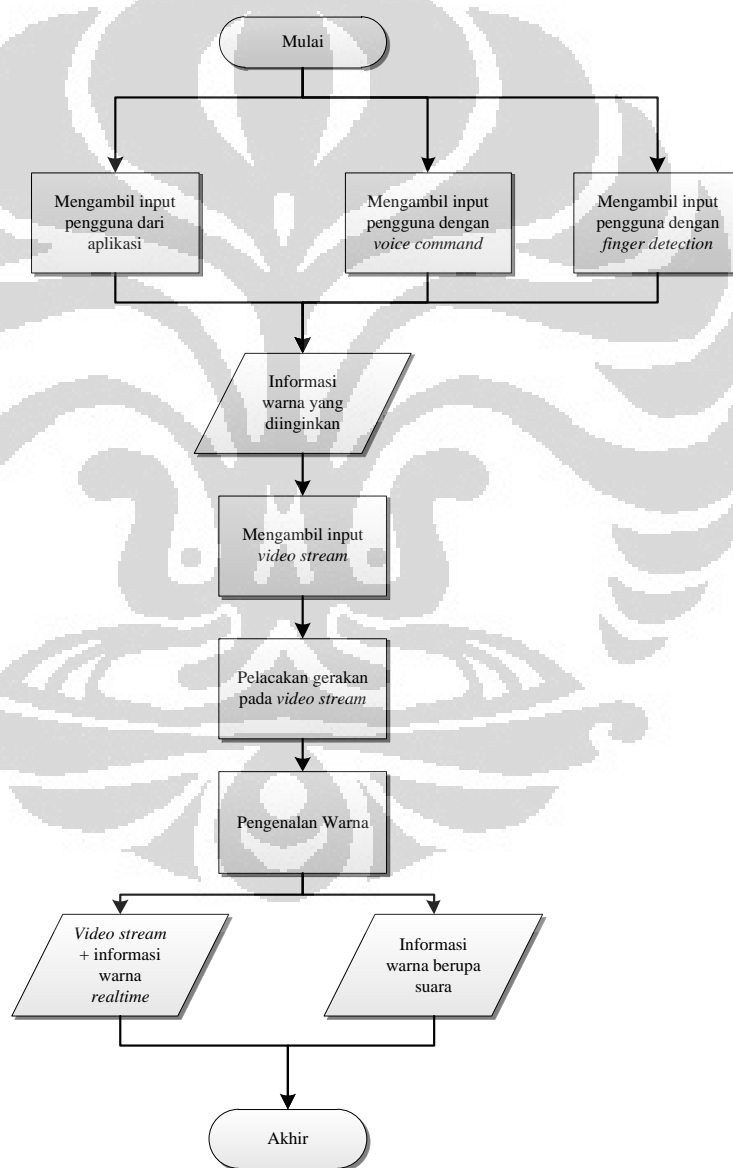 Mulai
Mengambil input
pengguna dari
aplikasi
Mengambil input
pengguna dengan
voice command
Mengambil input
pengguna dengan
finger detection
Informasi
warna yang
diinginkan
Mengambil input
video stream
Pelacakan gerakan
pada video stream
Pengenalan Warna
Video stream
+ informasi
warna
realtime
Informasi
warna berupa
suara
Akhir